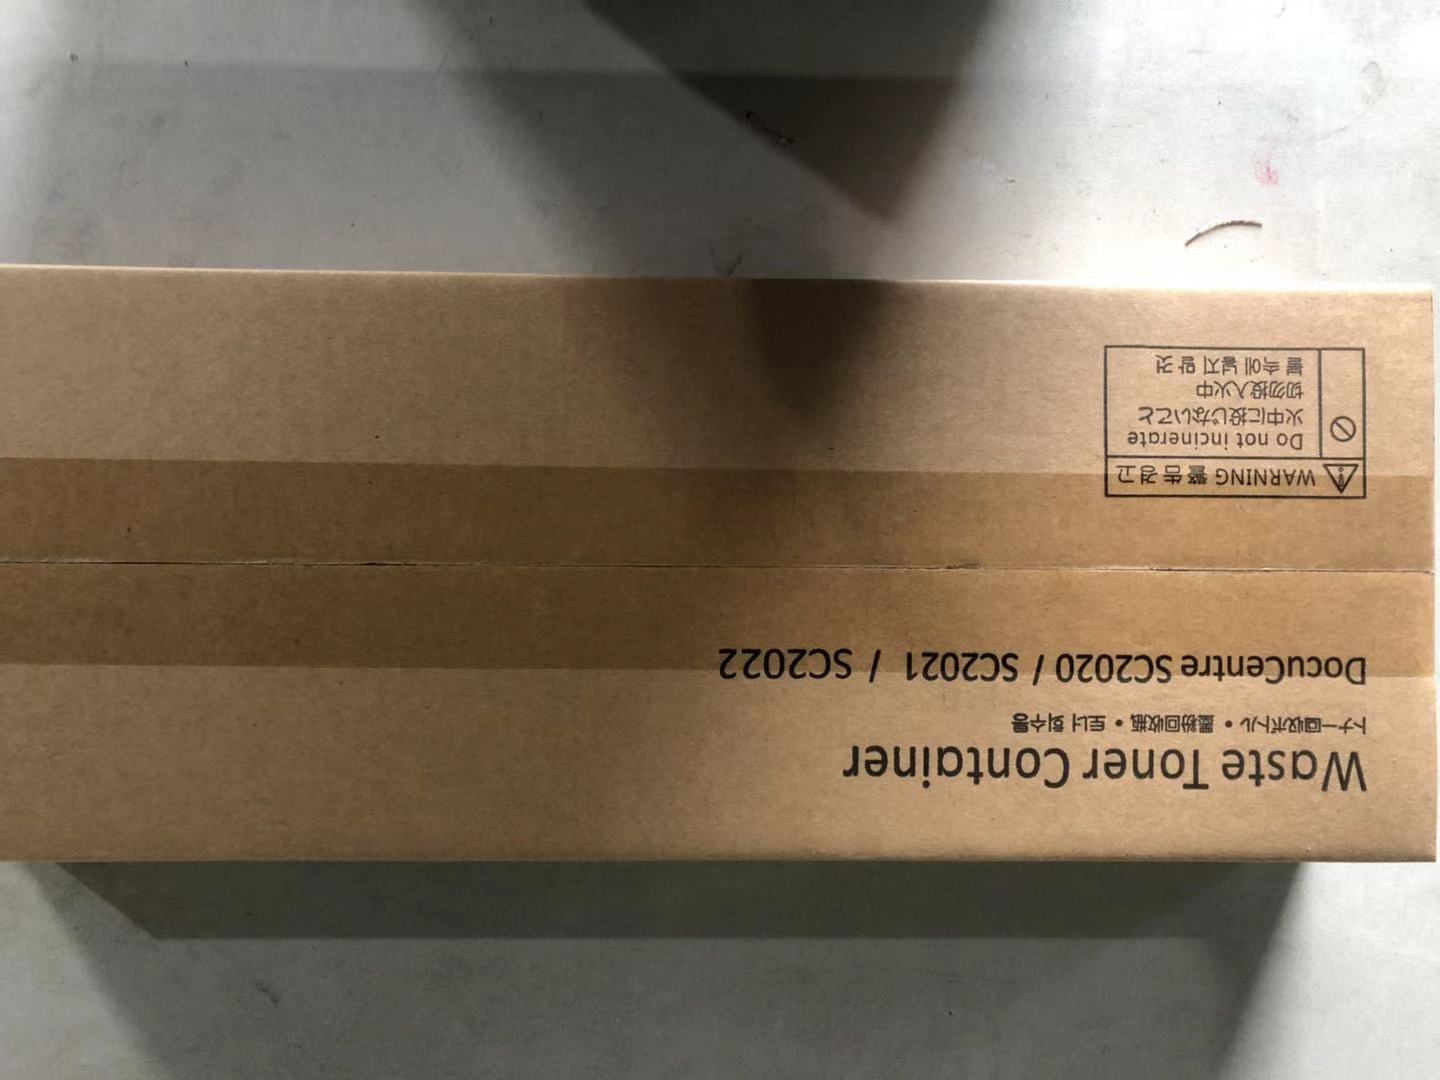 Waste Toner Container
トナー回収ボトル • 墨粉回收瓶 • 토너 회수통
DocuCentre SC2020 / SC2021 / SC2022
WARNING 警告 경고
Do not incinerate
火中に投じないこと
切勿投入火中
불 속에 넣지 말 것